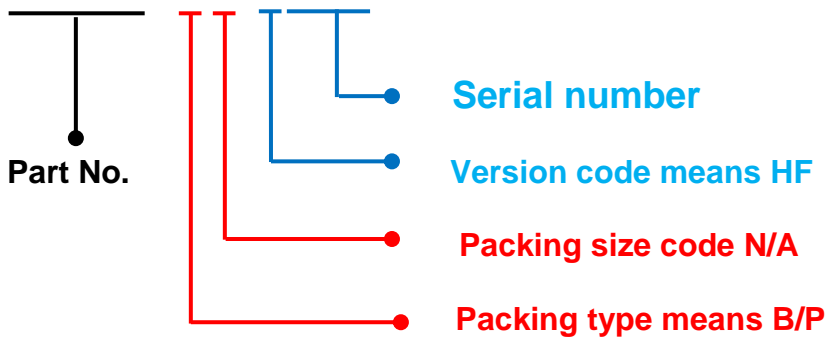 Serial number
Part No.
Version code means HF
Packing size code N/A
Packing type means B/P